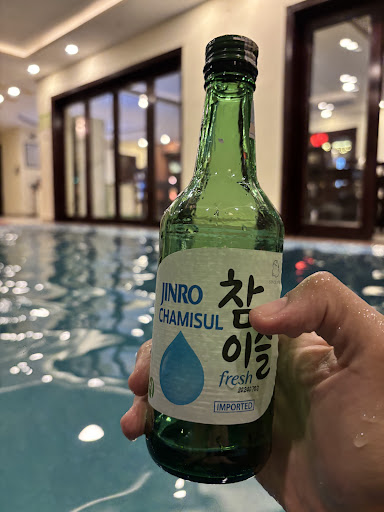 JINRO
CHAMISUL
참
이슬
fresh
IMPORTED